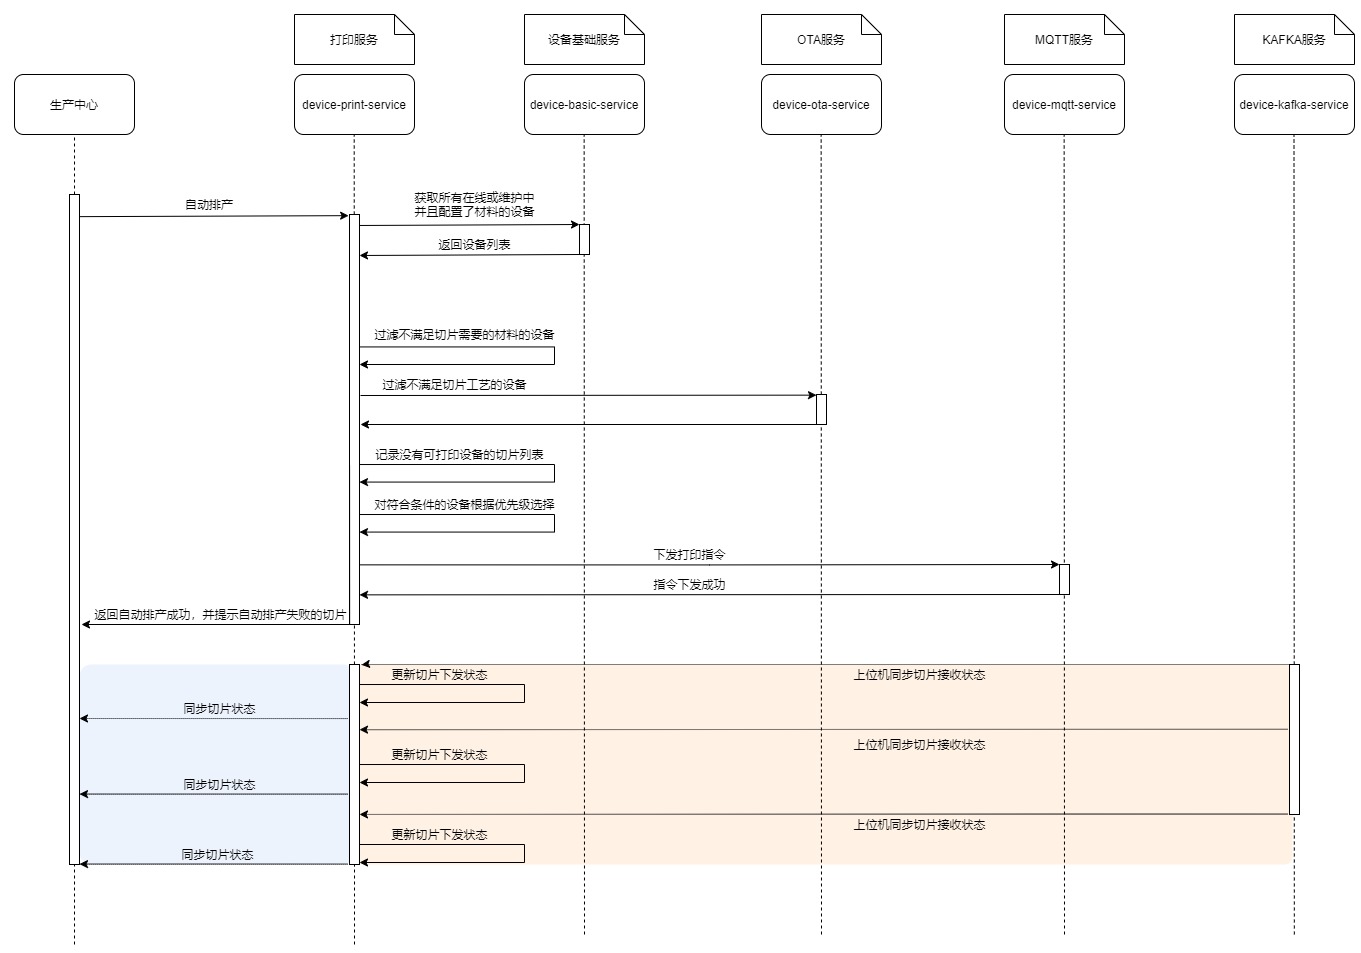 打印服务
设备基础服务
OTA服务
MQTT服务
KAFKA服务
生产中心
device-print-service
device-basic-service
device-ota-service
device-mqtt-service
device-kafka-service
自动排产
获取所有在线或维护中
并且配置了材料的设备
返回设备列表
过滤不满足切片需要的材料的设备
过滤不满足切片工艺的设备
记录没有可打印设备的切片列表
对符合条件的设备根据优先级选择
下发打印指令
指令下发成功
返回自动排产成功，并提示自动排产失败的切片
更新切片下发状态
上位机同步切片接收状态
同步切片状态
上位机同步切片接收状态
更新切片下发状态
同步切片状态
上位机同步切片接收状态
更新切片下发状态
同步切片状态